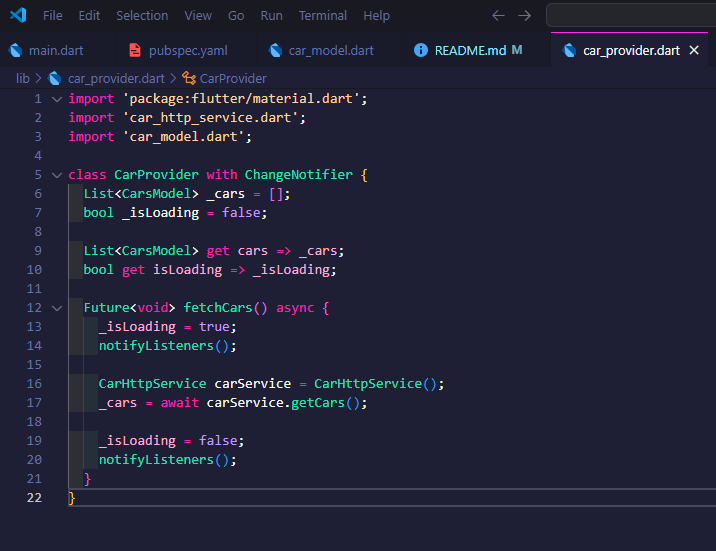 File Edit Selection View Go Run Terminal Help
main.dart pubspec.yaml car_model.dart README.md M car_provider.dart
lib > car_provider.dart > CarProvider
1 import 'package:flutter/material.dart';
2 import 'car_http_service.dart';
3 import 'car_model.dart';
4
5 class CarProvider with ChangeNotifier {
6 List<CarsModel> _cars = [];
7 bool _isLoading = false;
8
9 List<CarsModel> get cars => _cars;
10 bool get isLoading => _isLoading;
11
12 Future<void> fetchCars() async {
13 _isLoading = true;
14 notifyListeners();
15
16 CarHttpService carService = CarHttpService();
17 _cars = await carService.getCars();
18
19 _isLoading = false;
20 notifyListeners();
21 }
22 }